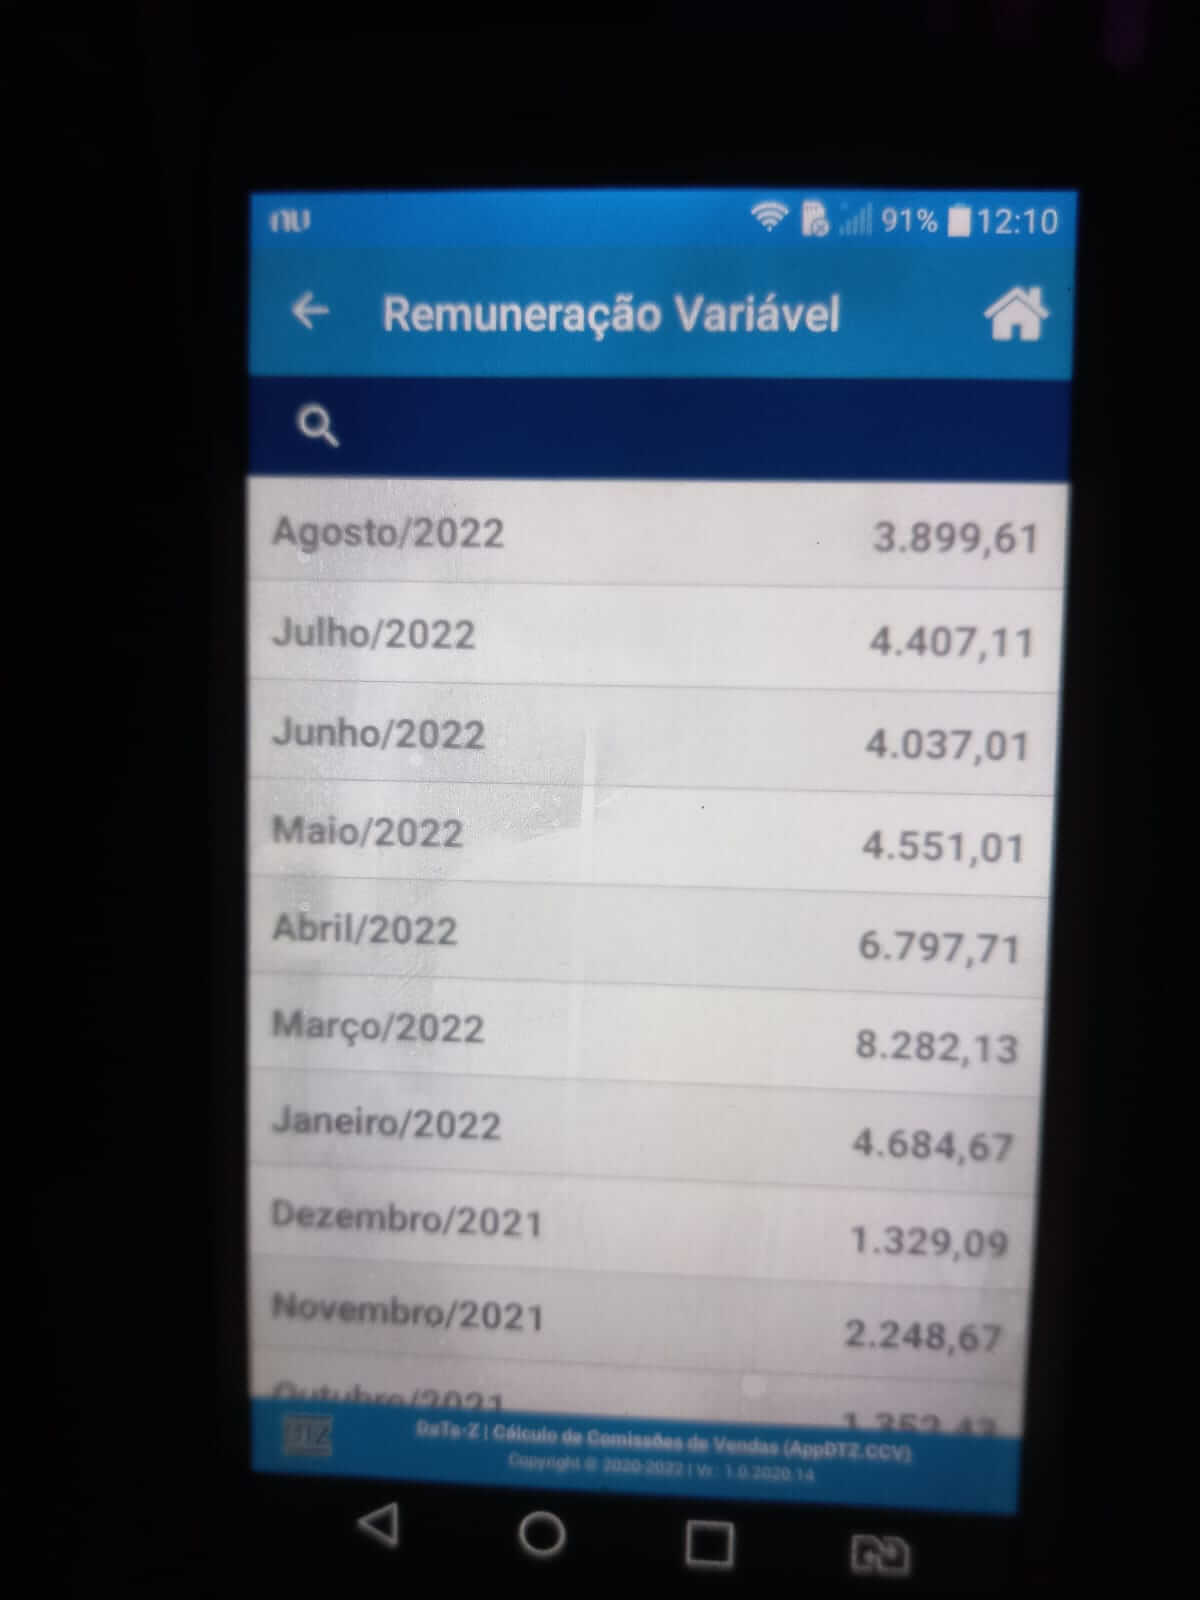 91% 12:10
Remuneração Variável
Agosto/2022 3.899,61
Julho/2022 4.407,11
Junho/2022 4.037,01
Maio/2022 4.551,01
Abril/2022 6.797,71
Março/2022 8.282,13
Janeiro/2022 4.684,67
Dezembro/2021 1.329,09
Novembro/2021 2.248,67
Outubro/2021 1.352,43
DTZ
DaTa-Z | Cálculo de Comissões de Vendas (AppDTZ.CCV)
Copyright © 2020-2022 | Vr.: 1.0.2020.14